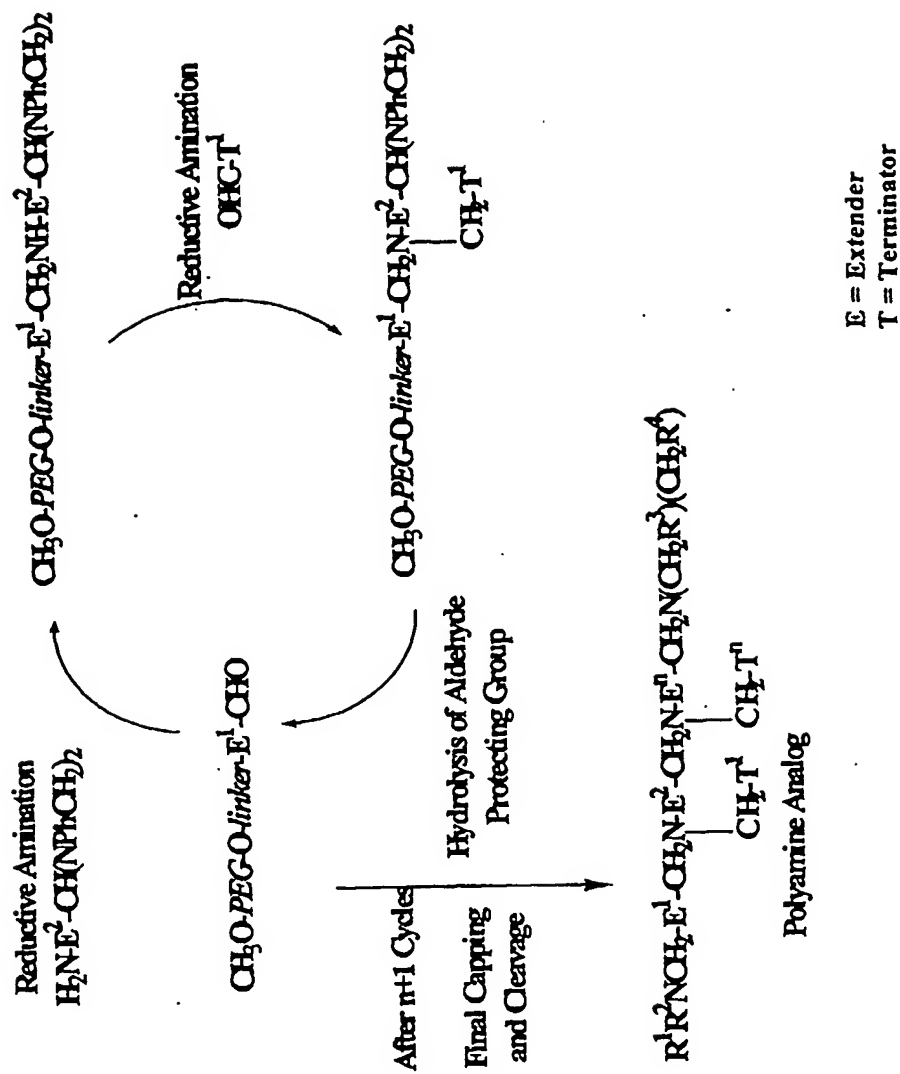 Reductive Amination
H₂N-E²-CH(NPhCH₂)₂
CH₃O-PEG-O-linker-E¹-CH₂NH-E²-CH(NPhCH₂)₂
Reductive Amination
OHC-T¹
CH₃O-PEG-O-linker-E¹-CHO
CH₃O-PEG-O-linker-E¹-CH₂N-E²-CH(NPhCH₂)₂
CH₂-T¹
Hydrolysis of Aldehyde
Protecting Group
After n+1 Cycles
Final Capping
and Cleavage
R¹R²NCH₂-E¹-CH₂N-E²-CH₂N-Eⁿ-CH₂N(CH₂R³)(CH₂R⁴)
CH₂-T¹ CH₂-Tⁿ
Polyamine Analog
E = Extender
T = Terminator